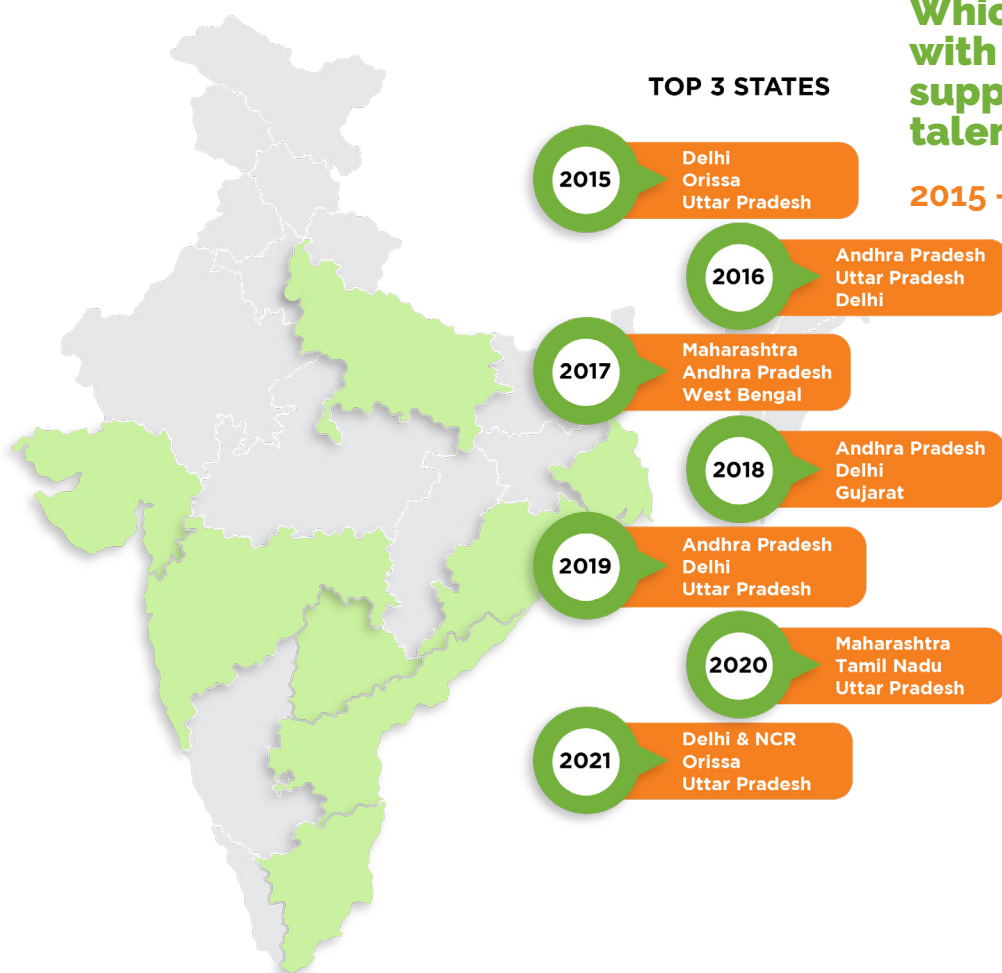 with
2015 -
TOP 3 STATES
2015
Delhi
Orissa
Uttar Pradesh
2016
Andhra Pradesh
Uttar Pradesh
Delhi
2017
Maharashtra
Andhra Pradesh
West Bengal
2018
Andhra Pradesh
Delhi
Gujarat
2019
Andhra Pradesh
Delhi
Uttar Pradesh
2020
Maharashtra
Tamil Nadu
Uttar Pradesh
2021
Delhi & NCR
Orissa
Uttar Pradesh